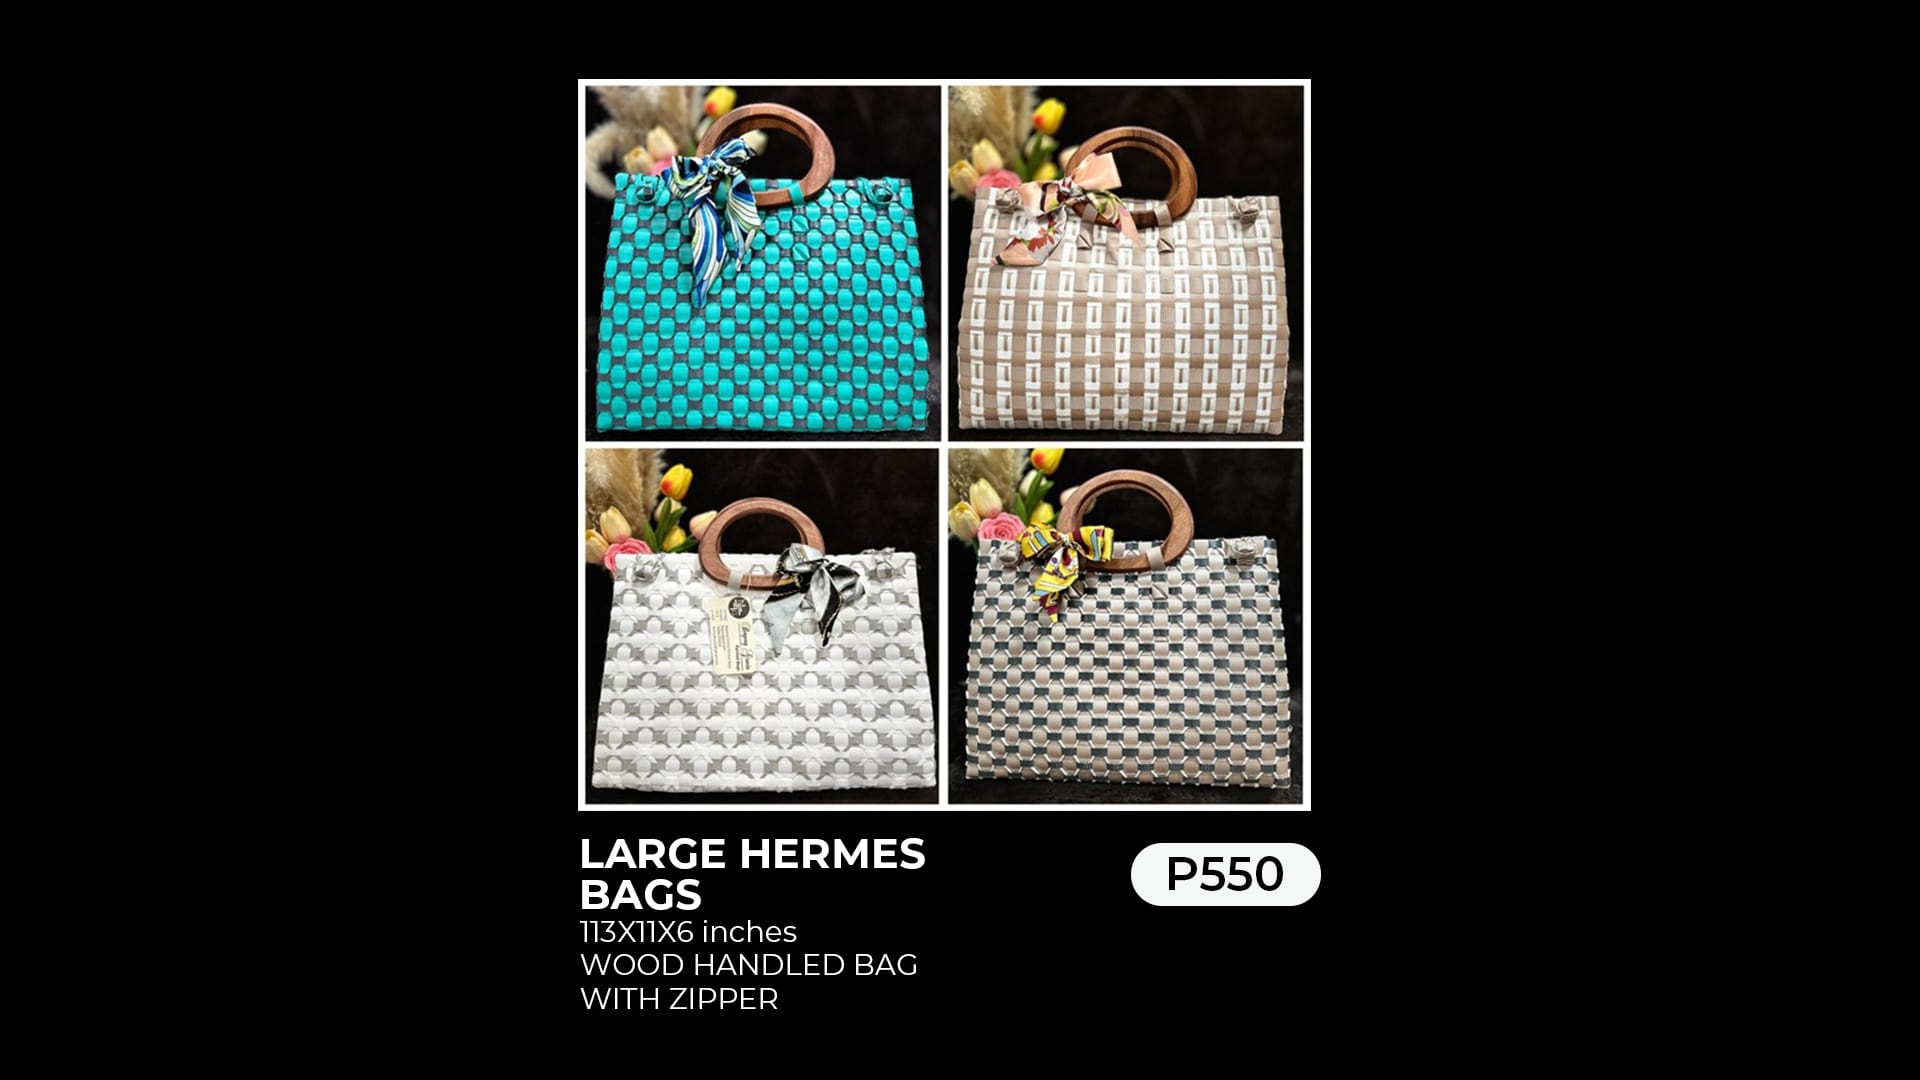 LARGE HERMES
BAGS
113X11X6 inches
WOOD HANDLED BAG
WITH ZIPPER
P550